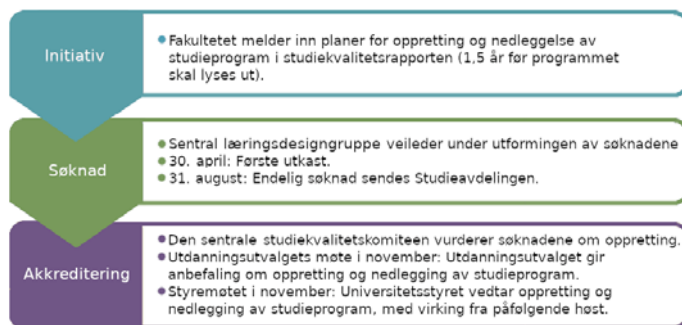 Initiativ
• Fakultetet melder inn planer for oppretting og nedleggelse av
studieprogram i studiekvalitetsrapporten (1,5 år før programmet
skal lyses ut).
Søknad
• Sentral læringsdesigngruppe veileder under utformingen av søknadene
• 30. april: Første utkast.
• 31. august: Endelig søknad sendes Studieavdelingen.
Akkreditering
• Den sentrale studiekvalitetskomiteen vurderer søknadene om oppretting.
• Utdanningsutvalgets møte i november: Utdanningsutvalget gir
anbefaling om oppretting og nedlegging av studieprogram.
• Styremøtet i november: Universitetsstyret vedtar oppretting og
nedlegging av studieprogram, med virking fra påfølgende høst.